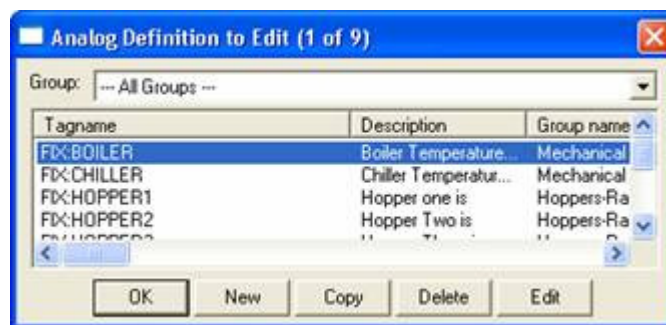 Analog Definition to Edit (1 of 9)
Group: --- All Groups ---
Tagname Description Group name
FIX:BOILER Boiler Temperature... Mechanical
FIX:CHILLER Chiller Temperatur... Mechanical
FIX:HOPPER1 Hopper one is Hoppers-Ra
FIX:HOPPER2 Hopper Two is Hoppers-Ra
OK New Copy Delete Edit